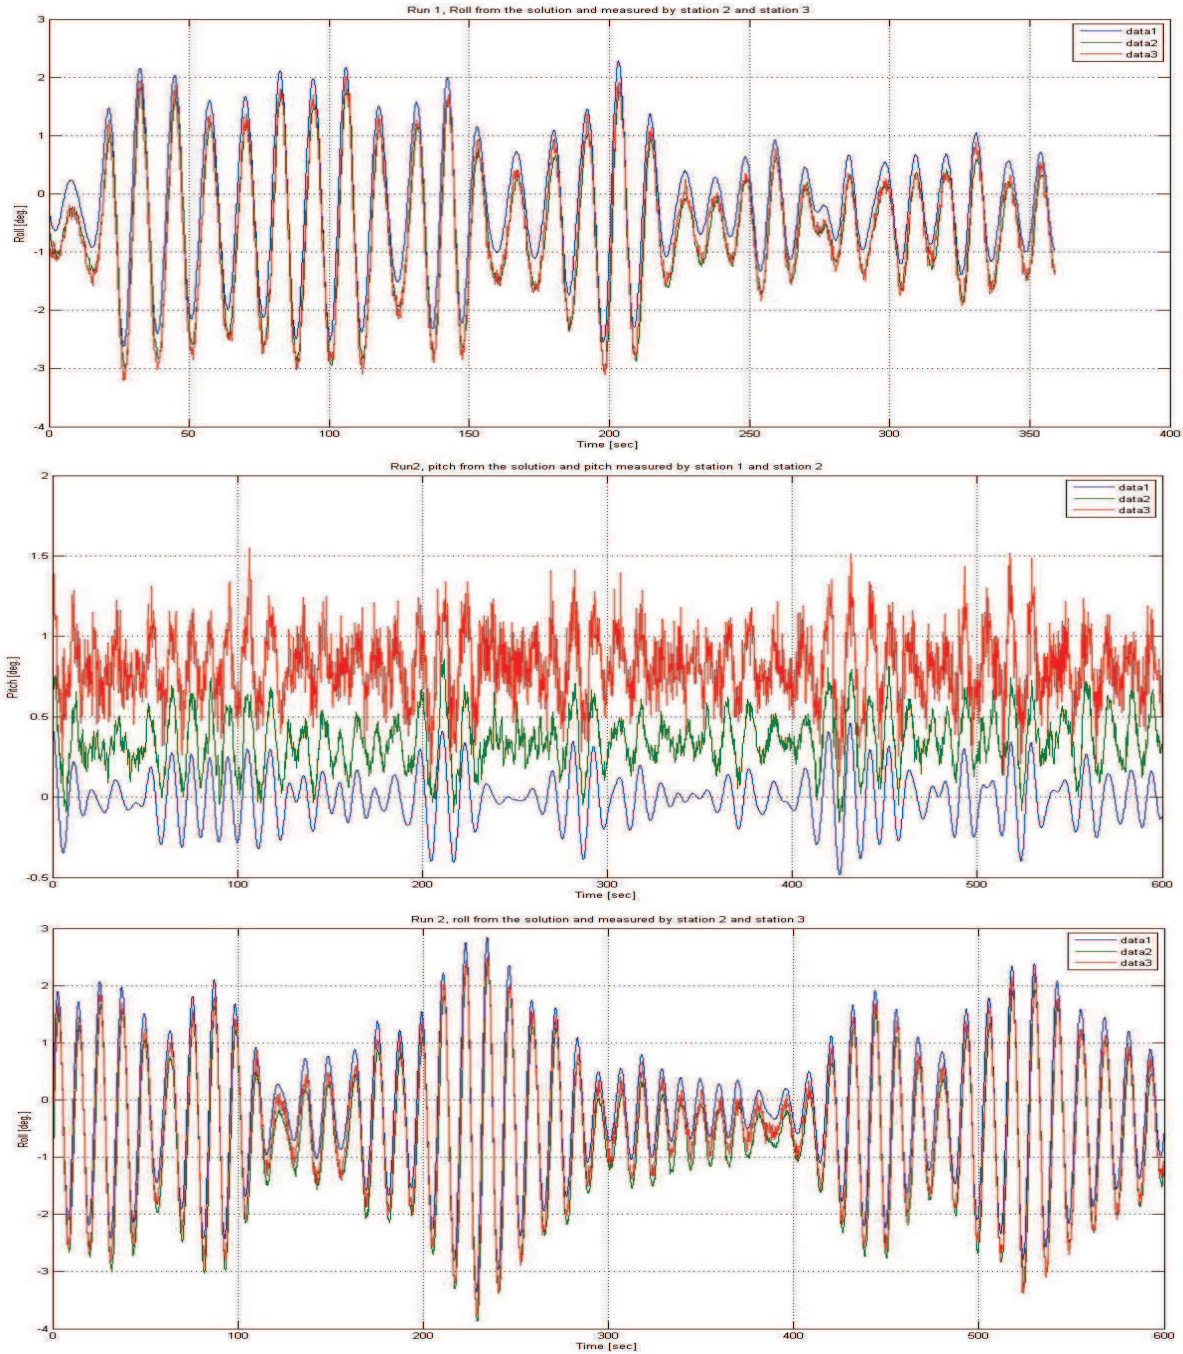 Run 1, Roll from the solution and measured by station 2 and station 3
3
2
1
0
-1
-2
-3
-4
Roll [deg.]
data1
data2
data3
0 50 100 150 200 250 300 350 400
Time [sec]
Run2, pitch from the solution and pitch measured by station 1 and station 2
2
1.5
1
0.5
0
-0.5
Pitch [deg.]
data1
data2
data3
0 100 200 300 400 500 600
Time [sec]
Run 2, roll from the solution and measured by station 2 and station 3
3
2
1
0
-1
-2
-3
-4
Roll [deg.]
data1
data2
data3
0 100 200 300 400 500 600
Time [sec]